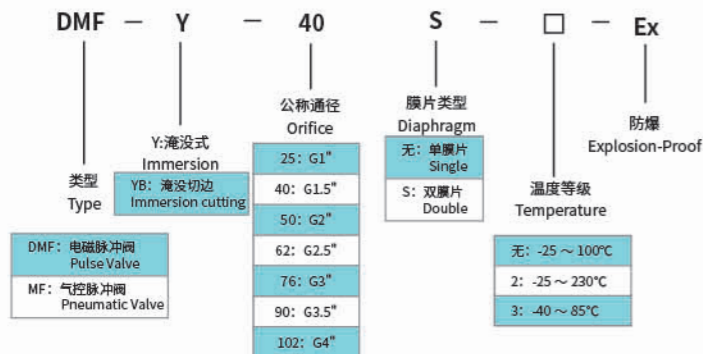 DMF — Y — 40 S — □ — Ex
类型
Type
DMF：电磁脉冲阀
Pulse Valve
MF：气控脉冲阀
Pneumatic Valve
Y:淹没式
Immersion
YB：淹没切边
Immersion cutting
公称通径
Orifice
25：G1"
40：G1.5"
50：G2"
62：G2.5"
76：G3"
90：G3.5"
102：G4"
膜片类型
Diaphragm
无：单膜片
Single
S：双膜片
Double
温度等级
Temperature
无：-25～100℃
2：-25～230℃
3：-40～85℃
防爆
Explosion-Proof